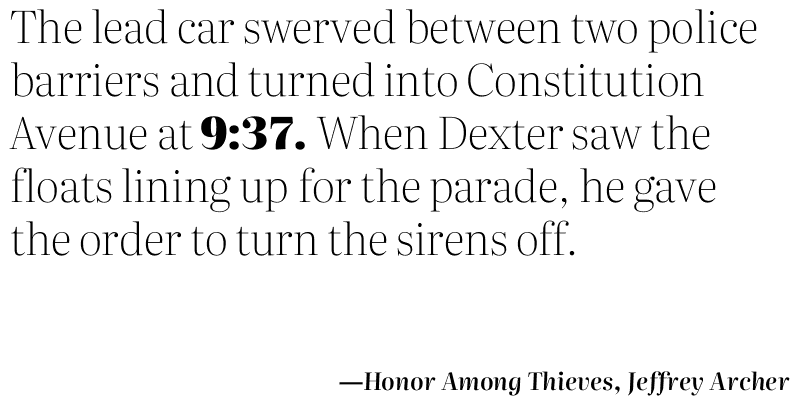 The lead car swerved between two police
barriers and turned into Constitution
Avenue at 9:37. When Dexter saw the
floats lining up for the parade, he gave
the order to turn the sirens off.
—Honor Among Thieves, Jeffrey Archer